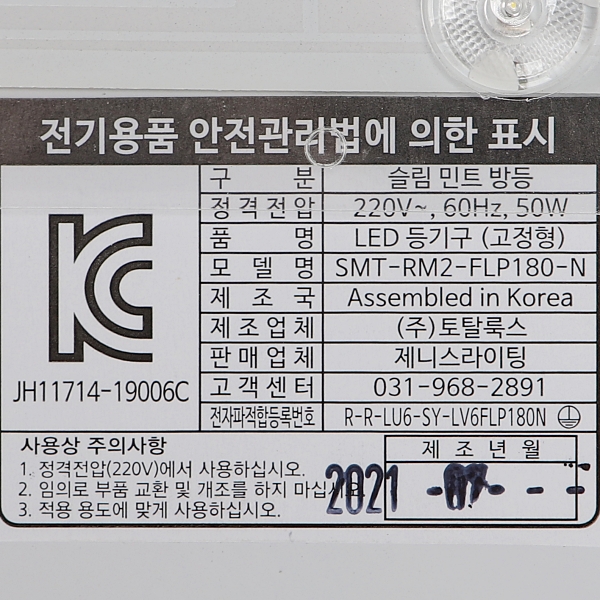 전기용품 안전관리법에 의한 표시
구 분 슬림 민트 방등
정격전압 220V~, 60Hz, 50W
품 명 LED 등기구 (고정형)
모 델 명 SMT-RM2-FLP180-N
제 조 국 Assembled in Korea
제조업체 (주)토탈룩스
판매업체 제니스라이팅
고객센터 031-968-2891
전자파적합등록번호 R-R-LU6-SY-LV6FLP180N
JH11714-19006C
사용상 주의사항
1. 정격전압(220V)에서 사용하십시오.
2. 임의로 부품 교환 및 개조를 하지 마십시오.
3. 적용 용도에 맞게 사용하십시오.
제 조 년 월
2021 -07-